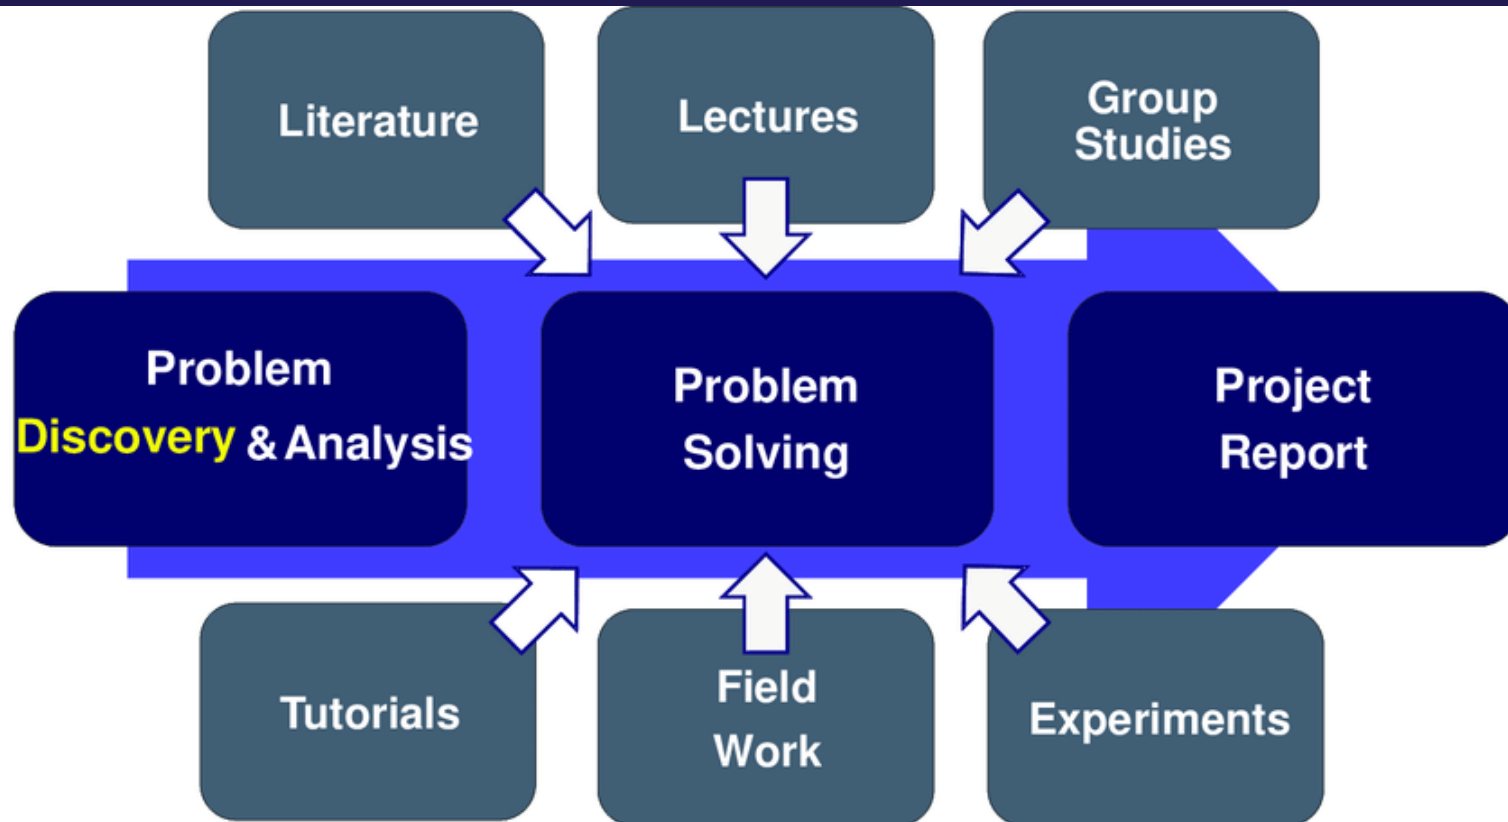 Literature
Lectures
Group
Studies
Problem
Discovery & Analysis
Problem
Solving
Project
Report
Tutorials
Field
Work
Experiments